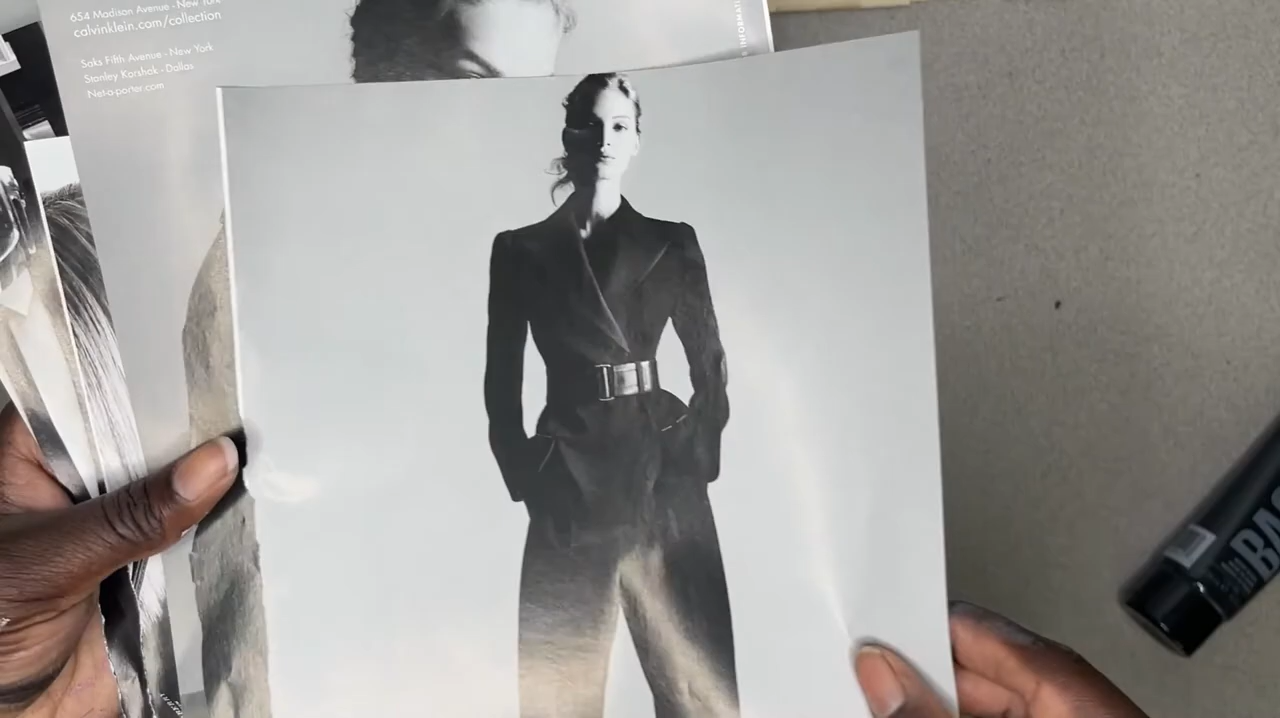 654 Madison Avenue - New York
calvinklein.com/collection
Saks Fifth Avenue - New York
Stanley Korshak - Dallas
Net-a-porter.com
BA